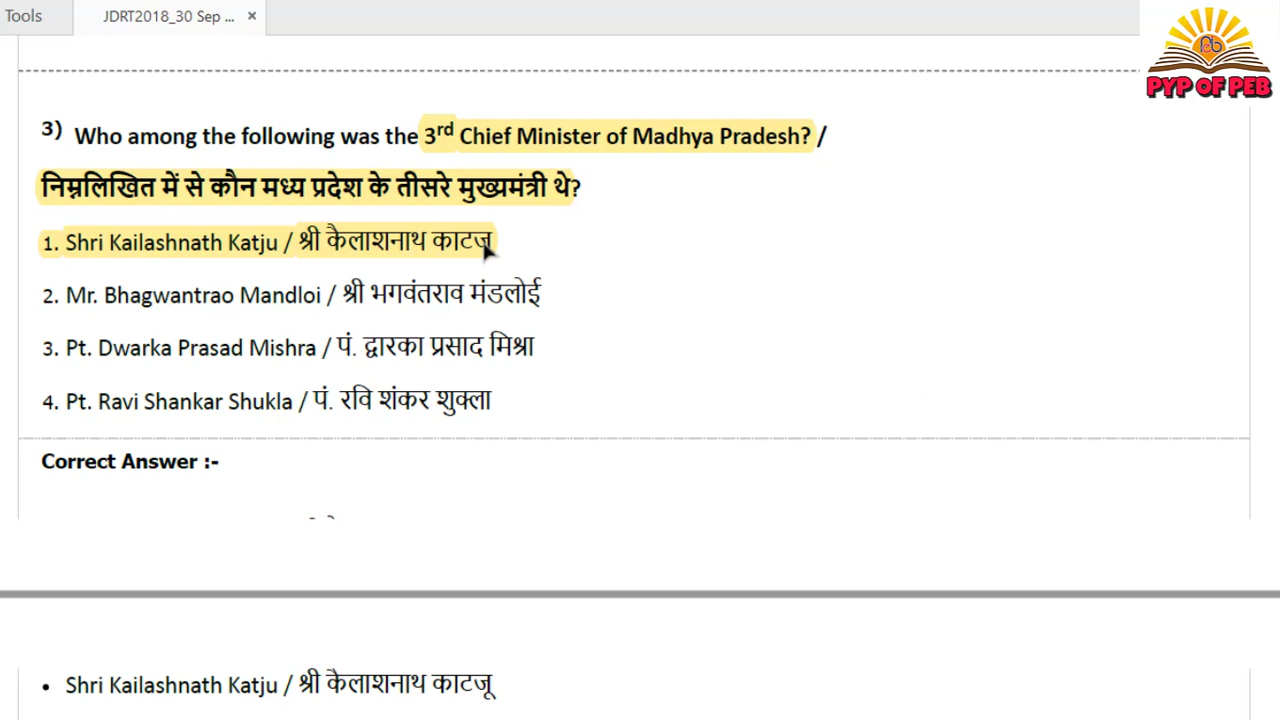 Tools JDRT2018_30 Sep ... ×
PEb
PYP OF PEB
3) Who among the following was the 3rd Chief Minister of Madhya Pradesh? /
निम्नलिखित में से कौन मध्य प्रदेश के तीसरे मुख्यमंत्री थे?
1. Shri Kailashnath Katju / श्री कैलाशनाथ काटजू
2. Mr. Bhagwantrao Mandloi / श्री भगवंतराव मंडलोई
3. Pt. Dwarka Prasad Mishra / पं. द्वारका प्रसाद मिश्रा
4. Pt. Ravi Shankar Shukla / पं. रवि शंकर शुक्ला
Correct Answer :-
• Shri Kailashnath Katju / श्री कैलाशनाथ काटजू